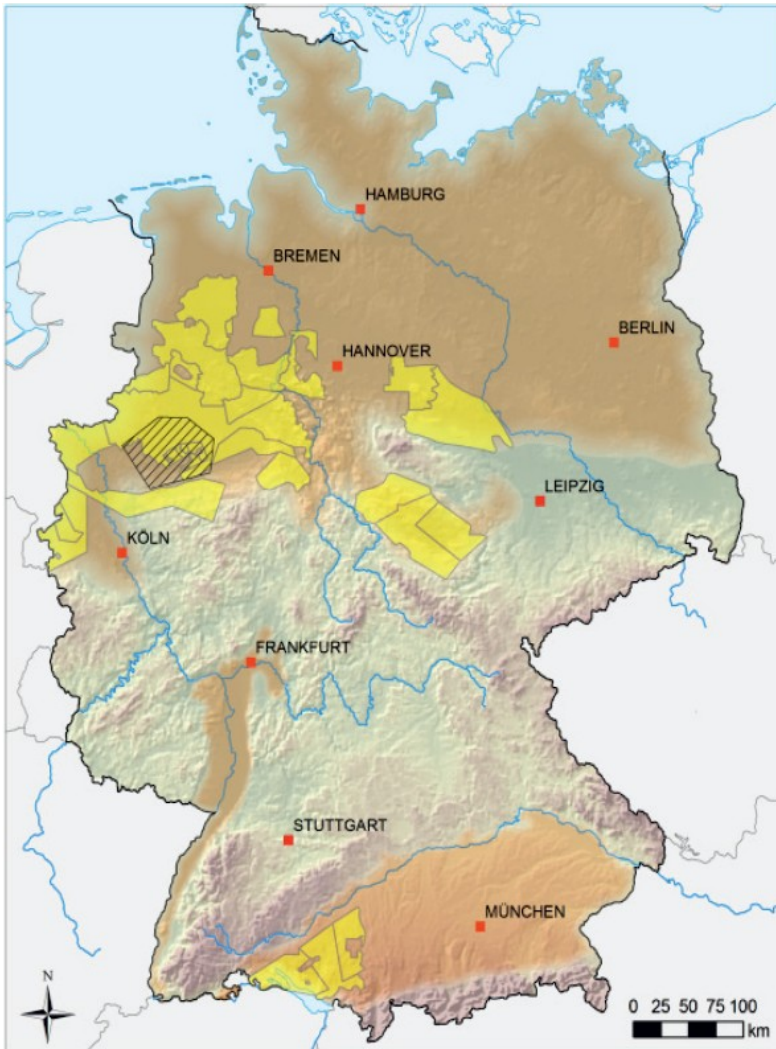 HAMBURG
BREMEN
BERLIN
HANNOVER
LEIPZIG
KÖLN
FRANKFURT
STUTTGART
MÜNCHEN
N
0 25 50 75 100
km